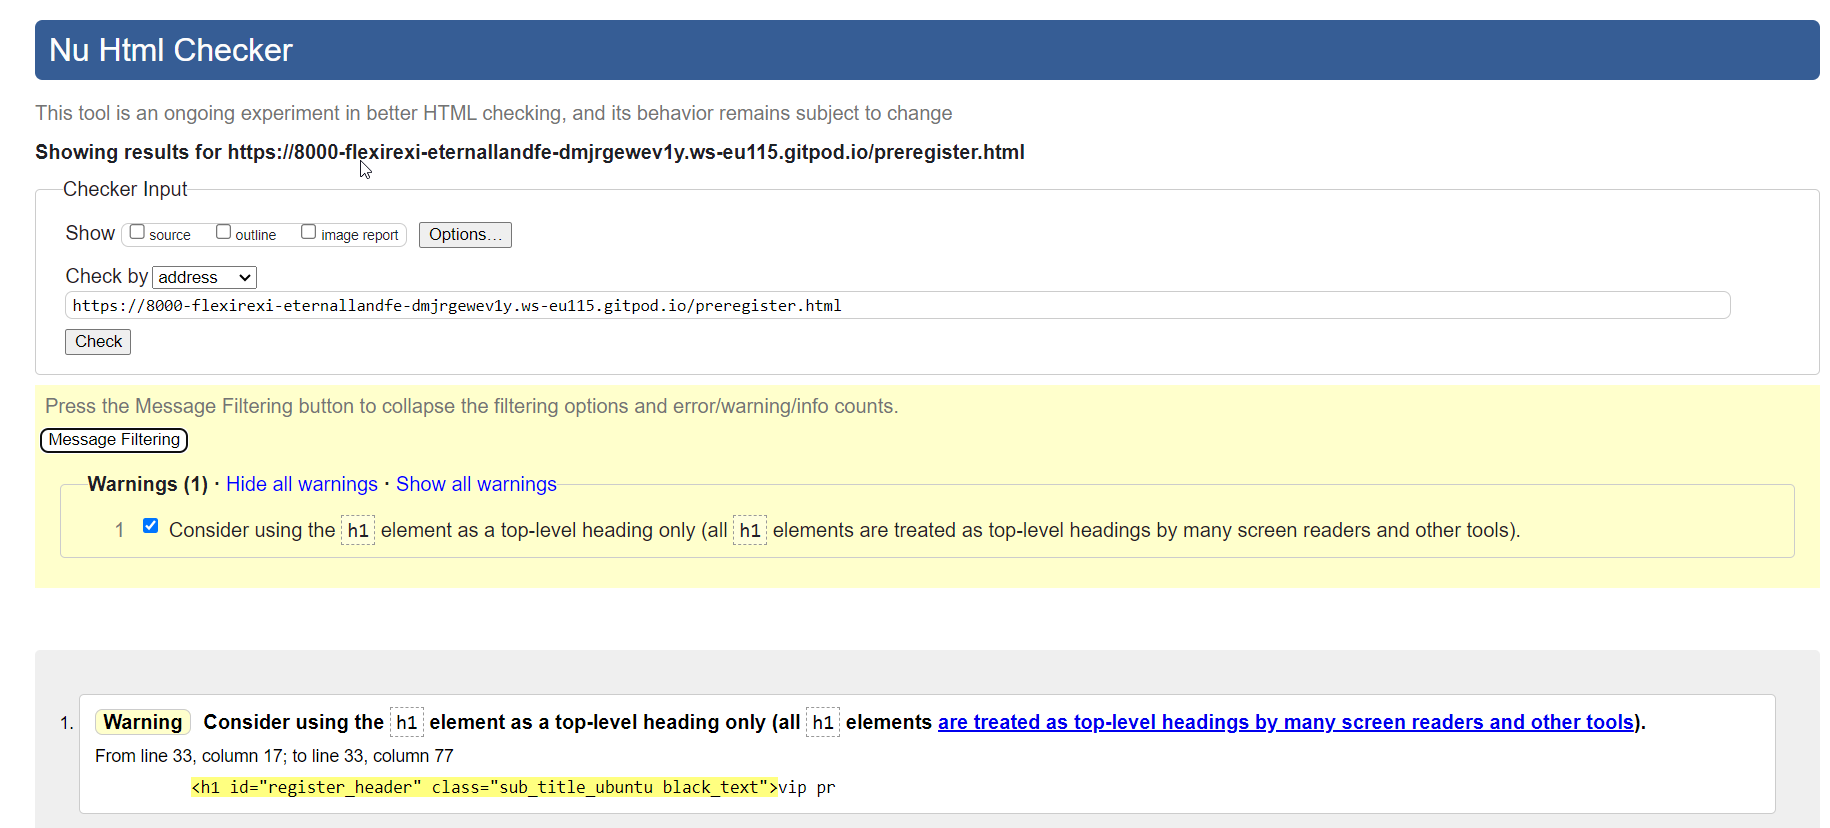 Nu Html Checker
This tool is an ongoing experiment in better HTML checking, and its behavior remains subject to change
Showing results for https://8000-flexirexi-eternallandfe-dmjrgewev1y.ws-eu115.gitpod.io/preregister.html
Checker Input
Show source outline image report Options...
Check by address
https://8000-flexirexi-eternallandfe-dmjrgewev1y.ws-eu115.gitpod.io/preregister.html
Check
Press the Message Filtering button to collapse the filtering options and error/warning/info counts.
Message Filtering
Warnings (1) · Hide all warnings · Show all warnings
1 Consider using the h1 element as a top-level heading only (all h1 elements are treated as top-level headings by many screen readers and other tools).
1. Warning Consider using the h1 element as a top-level heading only (all h1 elements are treated as top-level headings by many screen readers and other tools).
From line 33, column 17; to line 33, column 77
<h1 id="register_header" class="sub_title_ubuntu black_text">vip pr